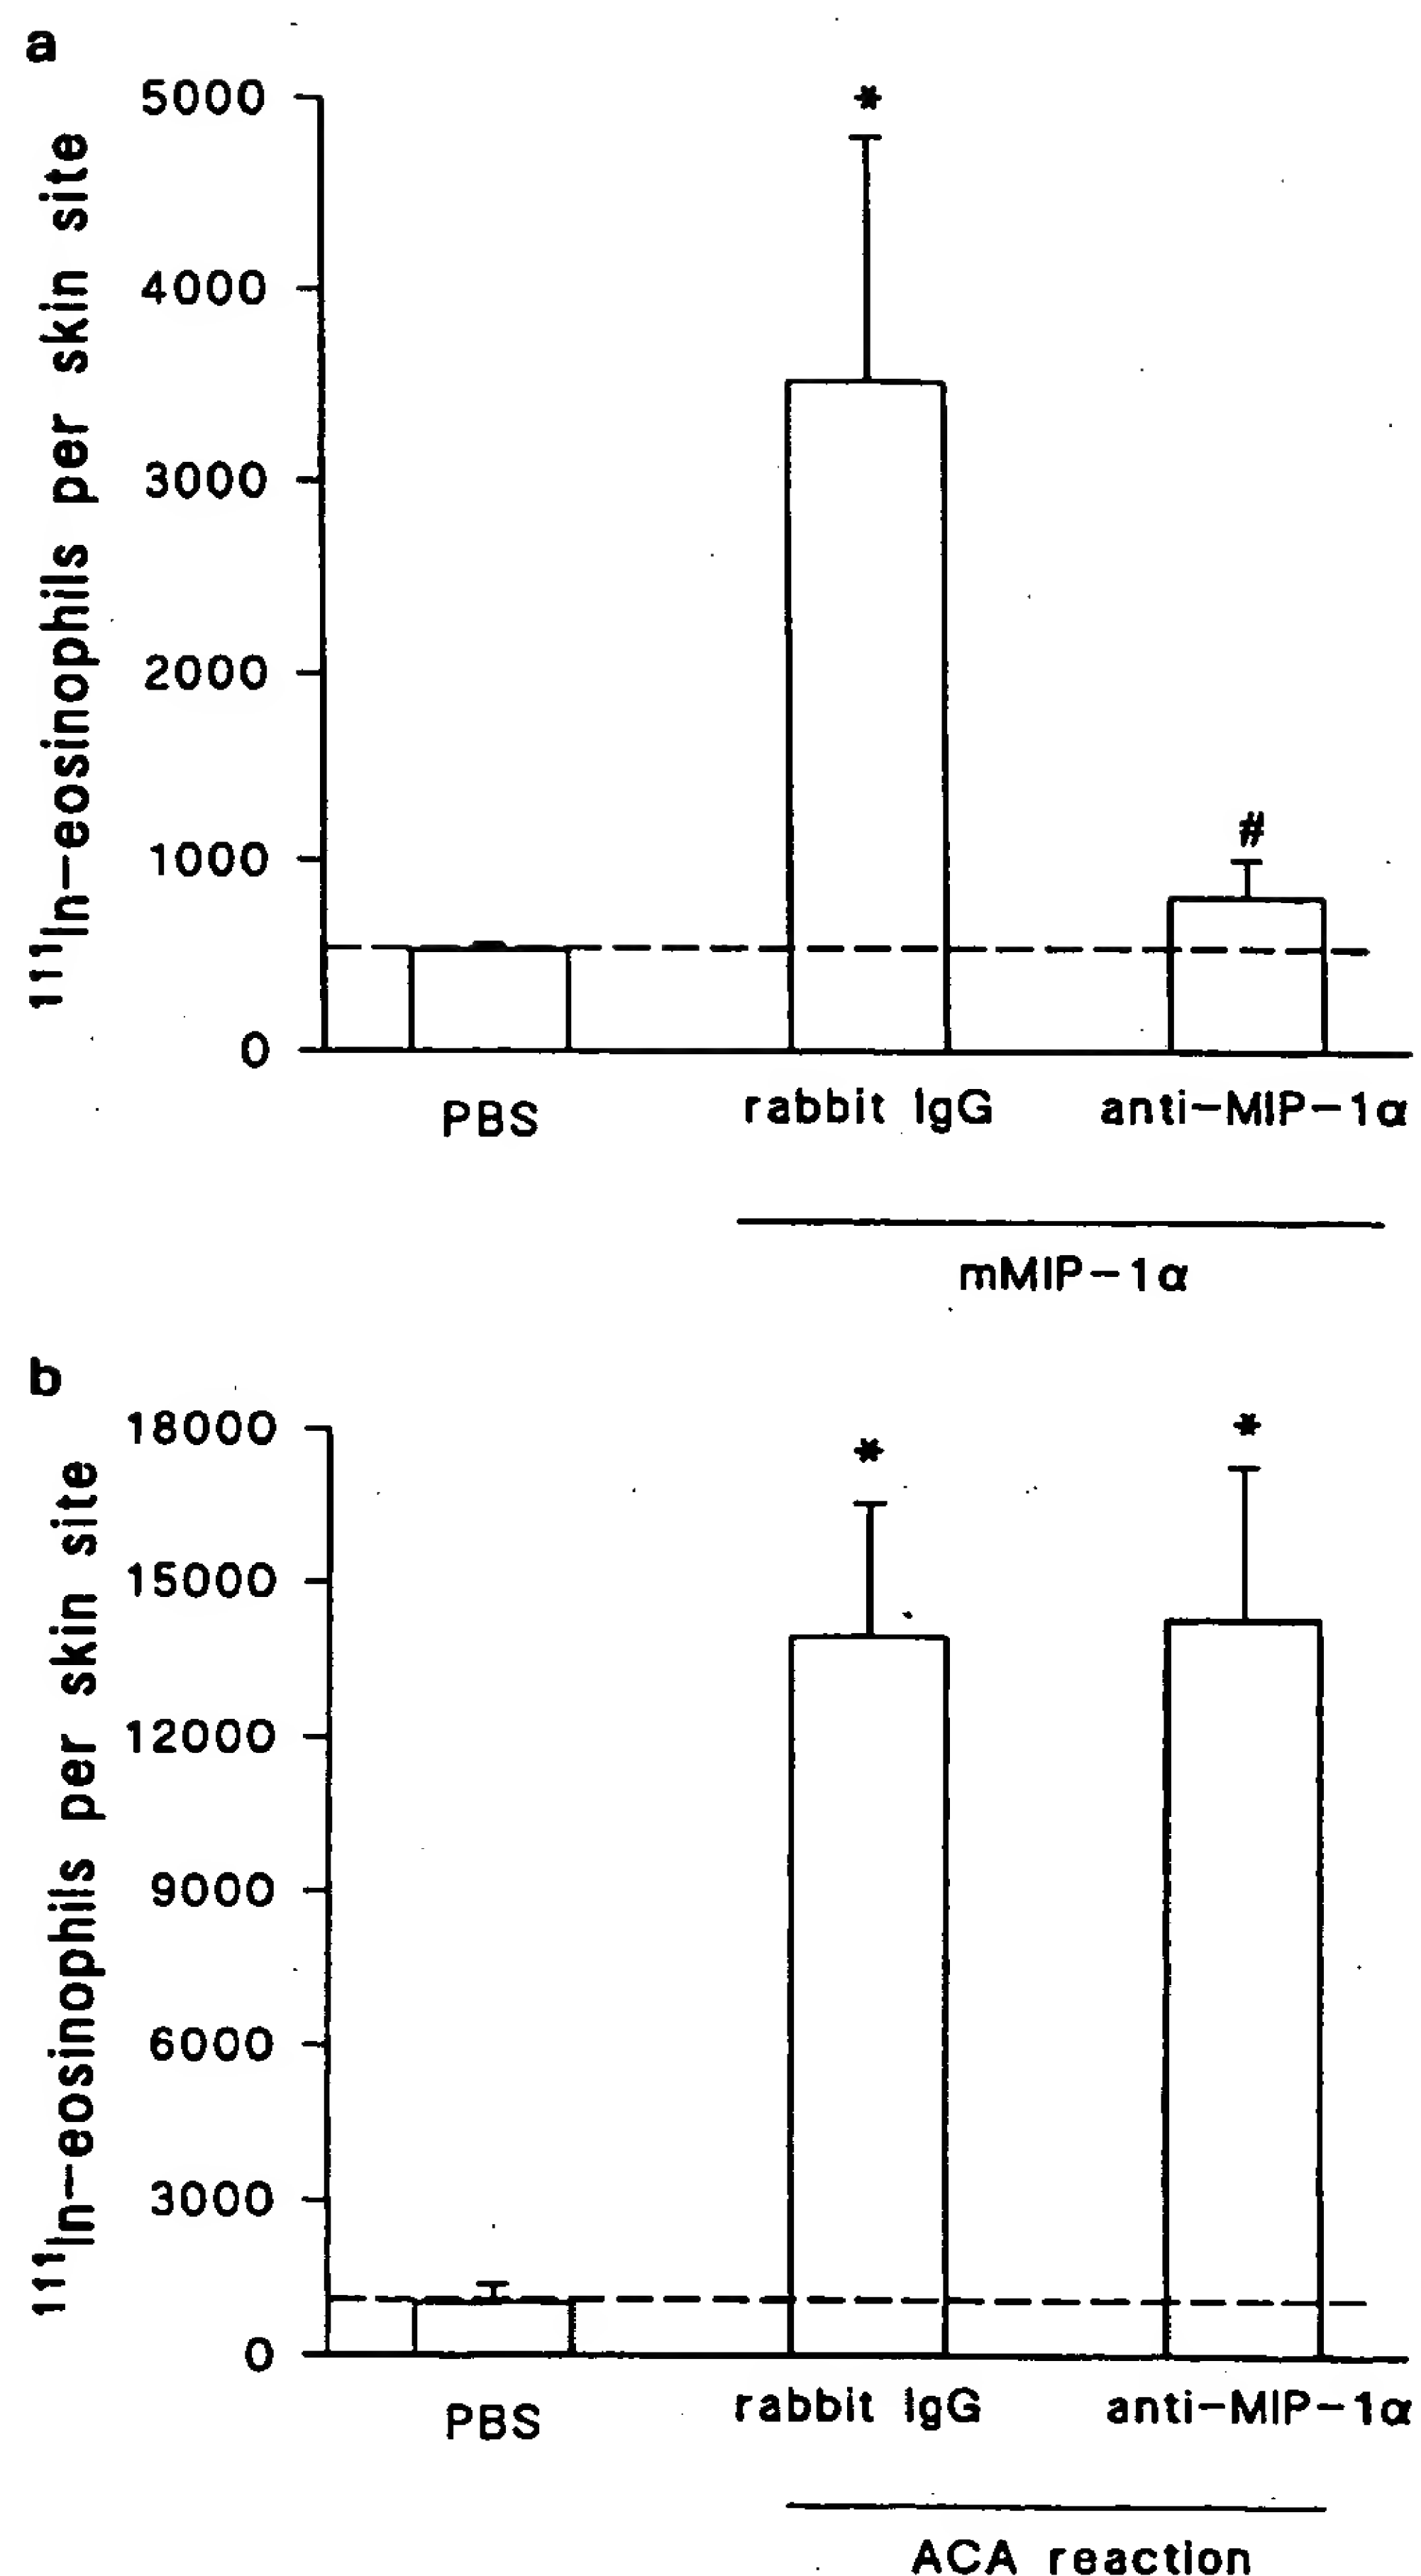 a
5000
4000
3000
2000
1000
0
¹¹¹In-eosinophils per skin site
*
#
PBS
rabbit IgG
anti-MIP-1α
mMIP-1α
b
18000
15000
12000
9000
6000
3000
0
¹¹¹In-eosinophils per skin site
*
*
PBS
rabbit IgG
anti-MIP-1α
ACA reaction